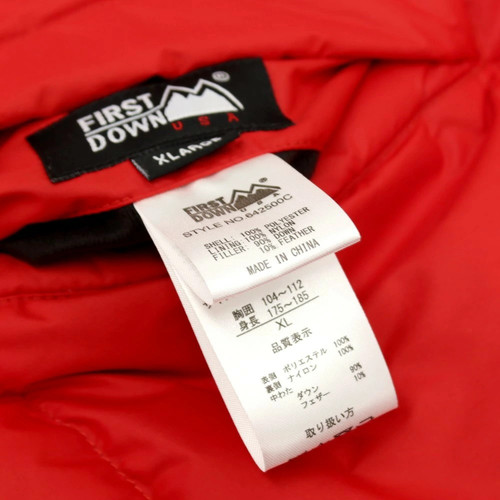 FIRST
DOWN
USA
®
XLARGE
FIRST
DOWN
USA
®
STYLE NO.642500C
SHELL: 100% POLYESTER
LINING: 100% NYLON
FILLER: 90% DOWN
10% FEATHER
MADE IN CHINA
胸囲 104～112
身長 175～185
XL
品質表示
表側 ポリエステル 100%
裏側 ナイロン 100%
中わた ダウン 90%
フェザー 10%
取り扱い方